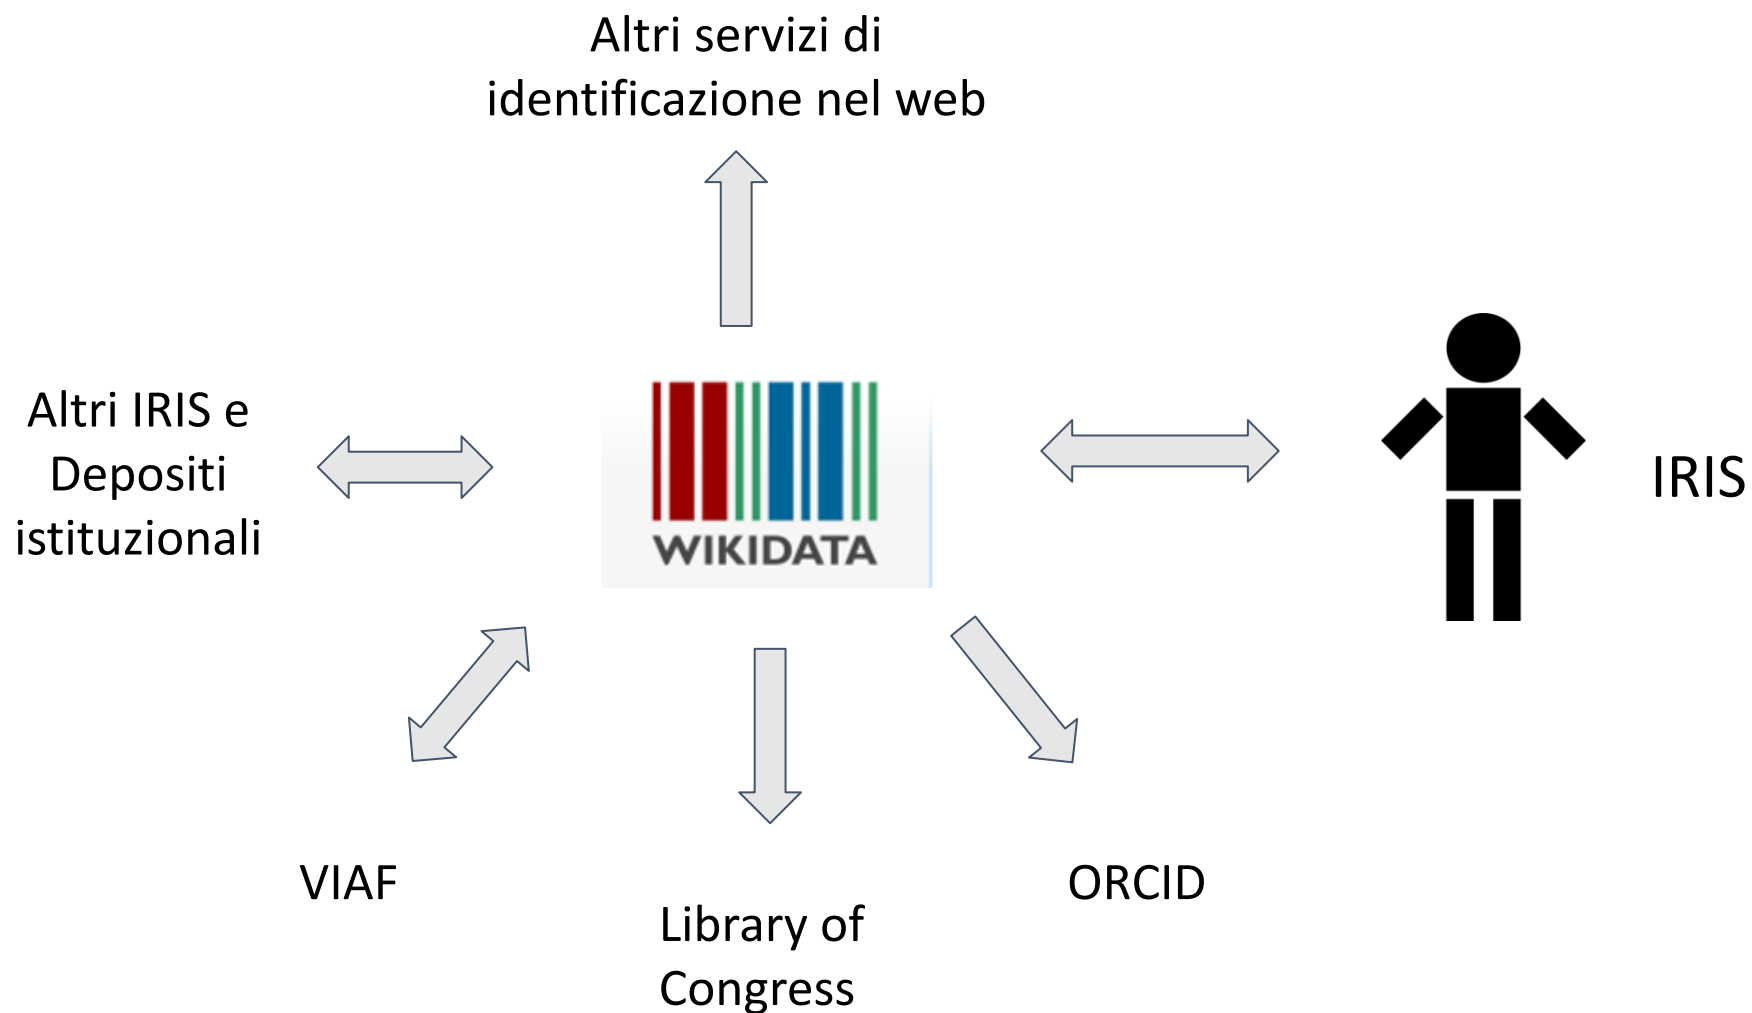 Altri servizi di
identificazione nel web
Altri IRIS e
Depositi
istituzionali
WIKIDATA
IRIS
VIAF
Library of
Congress
ORCID